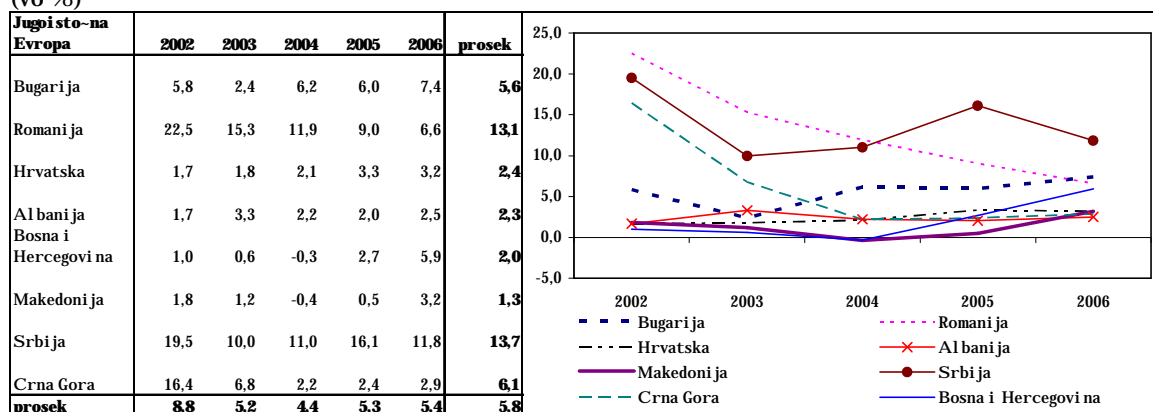 (vo %)
Jugoisto~na
Evropa 2002 2003 2004 2005 2006 prosek
Bugarija 5,8 2,4 6,2 6,0 7,4 5,6
Romanija 22,5 15,3 11,9 9,0 6,6 13,1
Hrvatska 1,7 1,8 2,1 3,3 3,2 2,4
Albanija 1,7 3,3 2,2 2,0 2,5 2,3
Bosna i
Hercegovina 1,0 0,6 -0,3 2,7 5,9 2,0
Makedonija 1,8 1,2 -0,4 0,5 3,2 1,3
Srbija 19,5 10,0 11,0 16,1 11,8 13,7
Crna Gora 16,4 6,8 2,2 2,4 2,9 6,1
prosek 8,8 5,2 4,4 5,3 5,4 5,8
25,0
20,0
15,0
10,0
5,0
0,0
-5,0
2002 2003 2004 2005 2006
Bugarija Romanija
Hrvatska Albanija
Makedonija Srbija
Crna Gora Bosna i Hercegovina